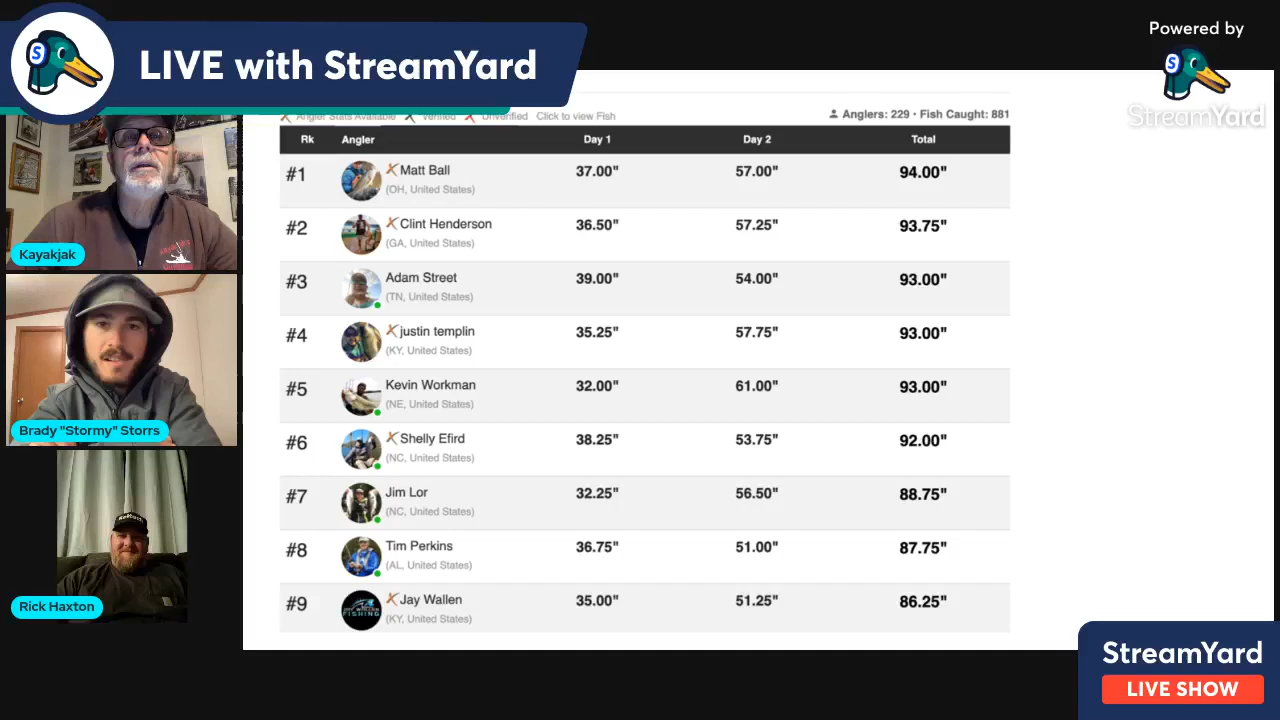 S
LIVE with StreamYard
Powered by
S
StreamYard
Angler Stats Available Verified Unverified Click to view Fish
Anglers: 229 • Fish Caught: 881
Rk Angler Day 1 Day 2 Total
#1 Matt Ball 37.00" 57.00" 94.00"
(OH, United States)
#2 Clint Henderson 36.50" 57.25" 93.75"
(GA, United States)
#3 Adam Street 39.00" 54.00" 93.00"
(TN, United States)
#4 justin templin 35.25" 57.75" 93.00"
(KY, United States)
#5 Kevin Workman 32.00" 61.00" 93.00"
(NE, United States)
#6 Shelly Efird 38.25" 53.75" 92.00"
(NC, United States)
#7 Jim Lor 32.25" 56.50" 88.75"
(NC, United States)
#8 Tim Perkins 36.75" 51.00" 87.75"
(AL, United States)
#9 Jay Wallen 35.00" 51.25" 86.25"
(KY, United States)
JAY WALLEN
FISHING
Kayakjak
Brady "Stormy" Storrs
Rick Haxton
StreamYard
LIVE SHOW